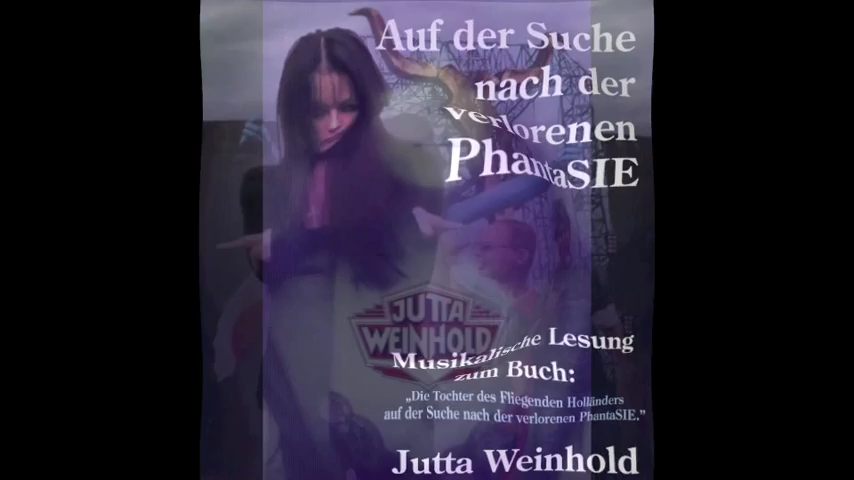 Auf der Suche
nach der
verlorenen
PhantaSIE
JUTTA
WEINHOLD
Musikalische Lesung
zum Buch:
„Die Tochter des Fliegenden Holländers
auf der Suche nach der verlorenen PhantaSIE.”
Jutta Weinhold